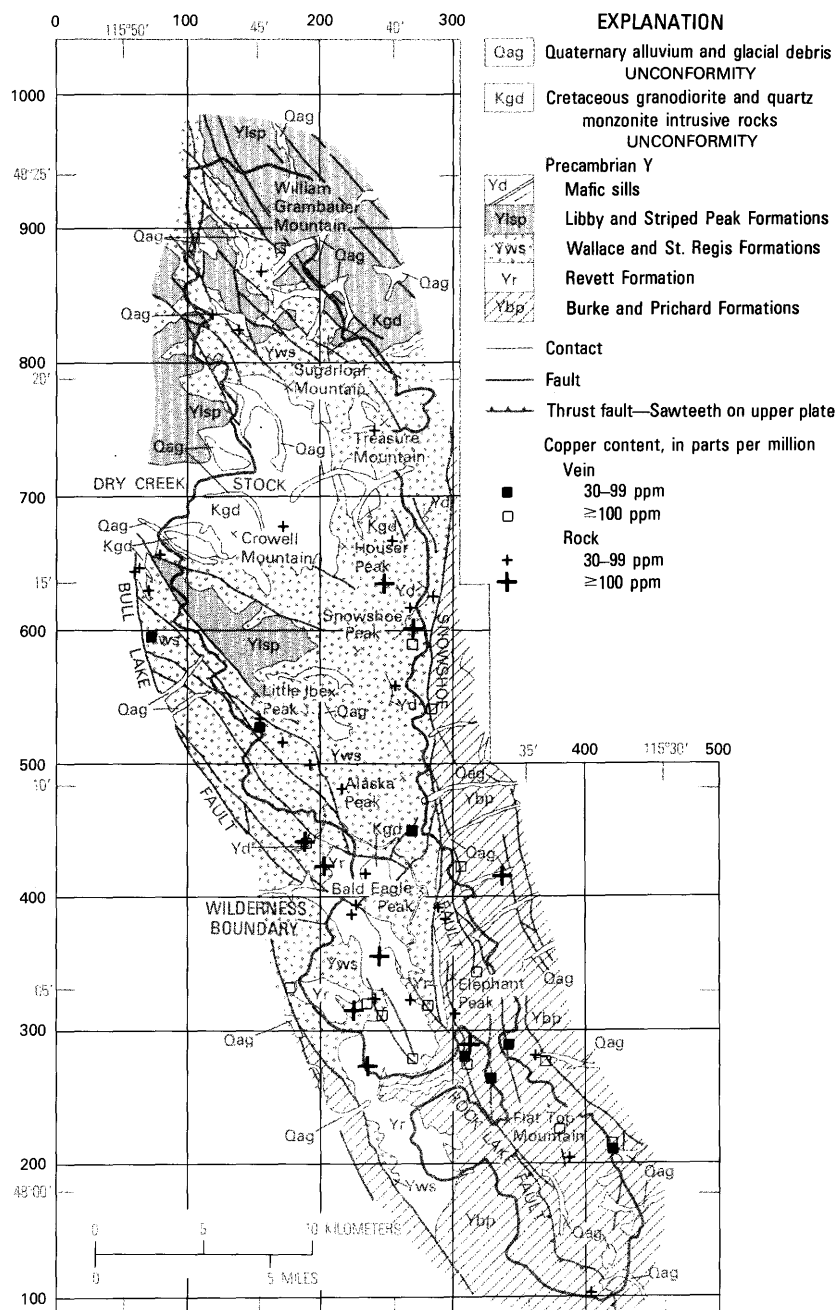 0 100 200 300
115°50' 45' 40'
1000
48°25'
900
800
20'
700
15'
600
500
10'
400
05'
300
200
48°00'
100
35' 400 115°30' 500
Qag
Ylsp
William
Grambauer
Mountain
Qag
Qag
Qag
Qag
Kgd
Yws
Sugarloaf
Mountain
Ylsp
Qag
Qag
Treasure
Mountain
DRY CREEK STOCK
Kgd
Qag
Kgd
Crowell
Mountain
Kgd
Houser
Peak
Yd
Yd
BULL
LAKE
FAULT
Snowshoe
Peak
SNOWSHOE
FAULT
Yws
Ylsp
Little Ibex
Peak
Qag
Qag
Yd
Yws
Alaska
Peak
Qag
Ybp
Kgd
Yd
Yr
Qag
Bald Eagle
Peak
WILDERNESS
BOUNDARY
Yws
Yr
Yr
Elephant
Peak
Qag
Qag
Ybp
Qag
ROCK LAKE FAULT
Flat Top
Mountain
Qag
Yr
Yws
Ybp
Qag
Qag
Qag
0 5 10 KILOMETERS
0 5 MILES
EXPLANATION
Qag Quaternary alluvium and glacial debris
UNCONFORMITY
Kgd Cretaceous granodiorite and quartz
monzonite intrusive rocks
UNCONFORMITY
Precambrian Y
Yd Mafic sills
Ylsp Libby and Striped Peak Formations
Yws Wallace and St. Regis Formations
Yr Revett Formation
Ybp Burke and Prichard Formations
Contact
Fault
Thrust fault—Sawteeth on upper plate
Copper content, in parts per million
Vein
30–99 ppm
≥100 ppm
Rock
30–99 ppm
≥100 ppm